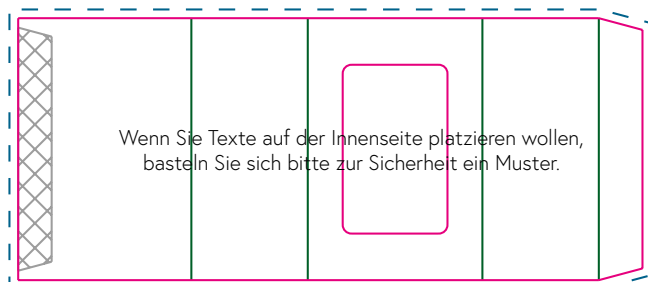 Wenn Sie Texte auf der Innenseite platzieren wollen,
basteln Sie sich bitte zur Sicherheit ein Muster.